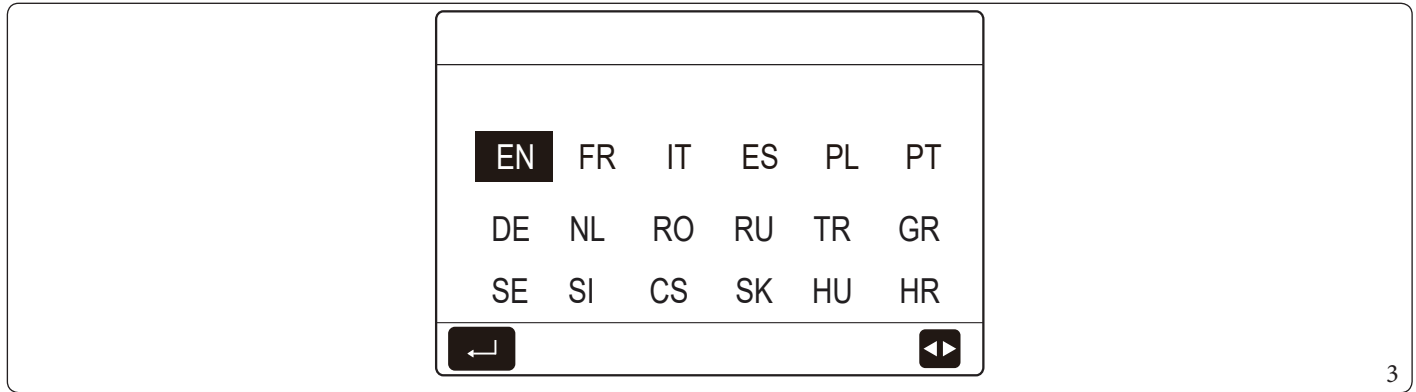 EN FR IT ES PL PT
DE NL RO RU TR GR
SE SI CS SK HU HR
3